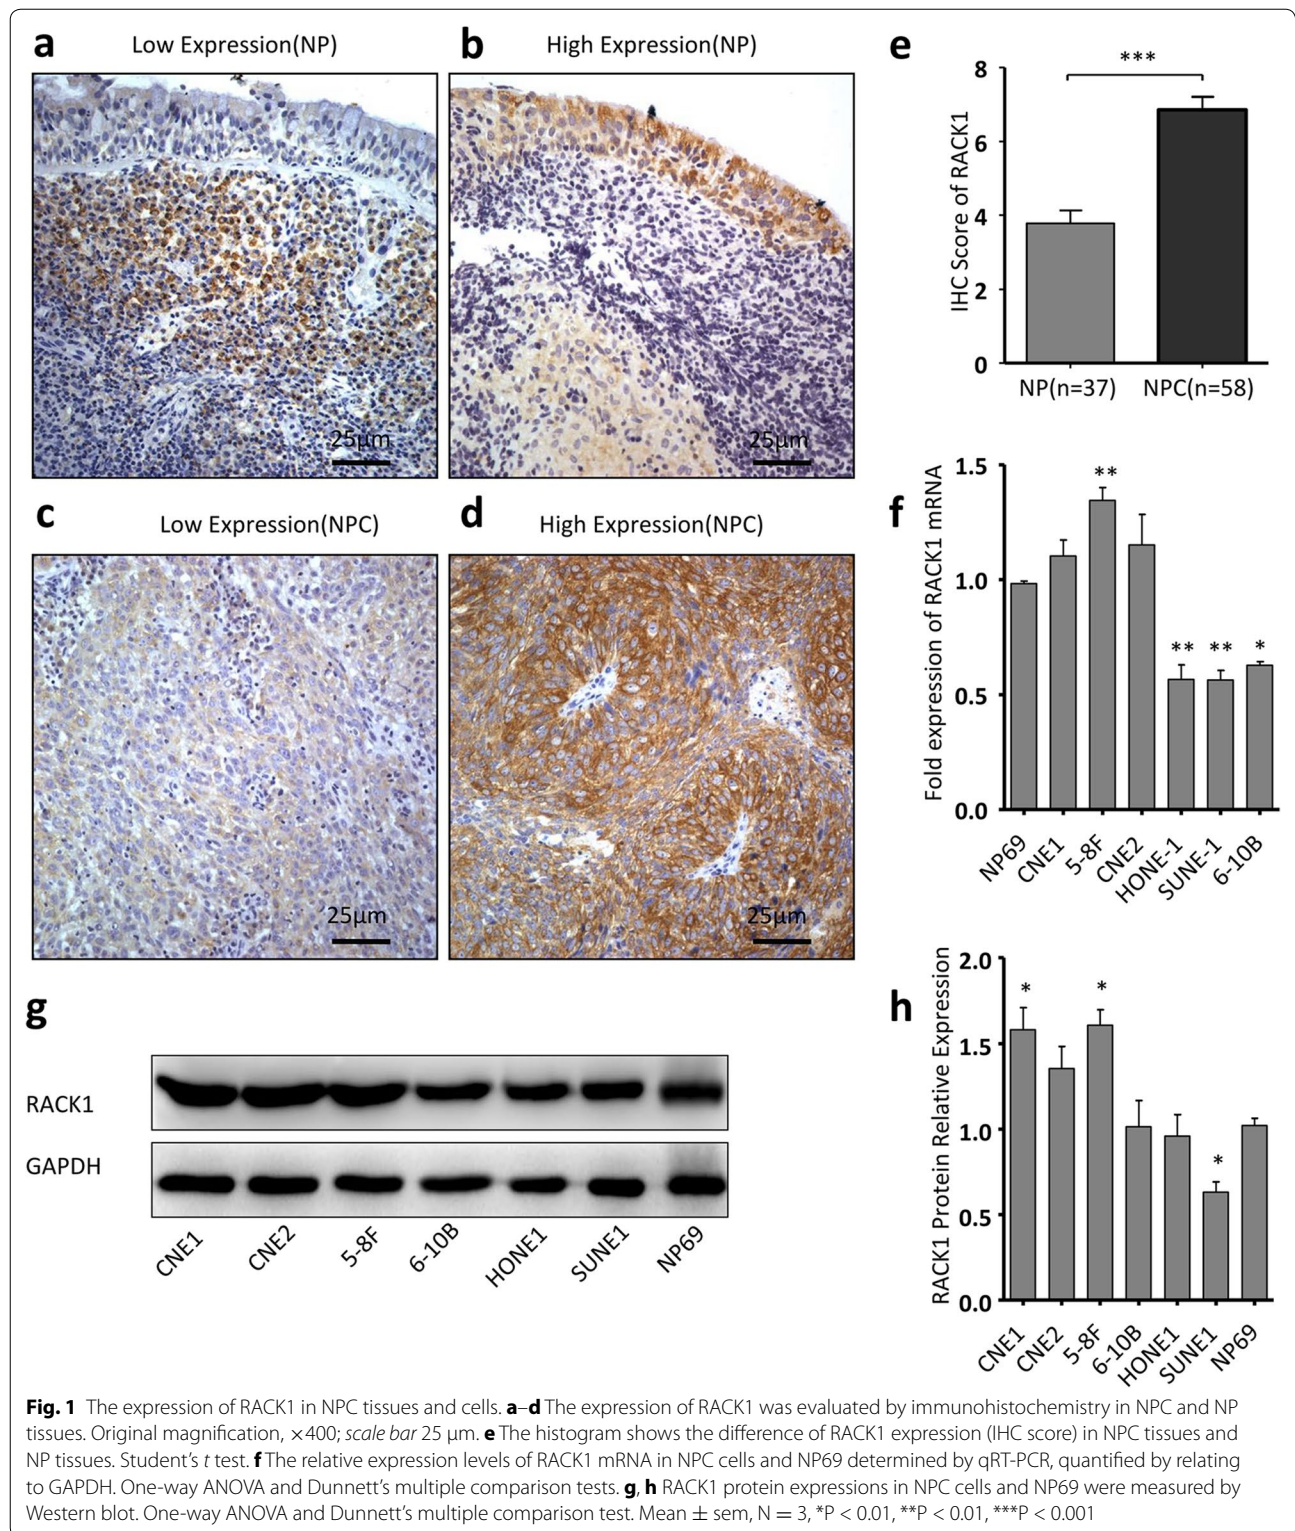 a Low Expression(NP)
b High Expression(NP)
25µm
25µm
c Low Expression(NPC)
d High Expression(NPC)
25µm
25µm
e
***
IHC Score of RACK1
8
6
4
2
0
NP(n=37) NPC(n=58)
f
Fold expression of RACK1 mRNA
1.5
1.0
0.5
0.0
** ** ** *
NP69 CNE1 5-8F CNE2 HONE-1 SUNE-1 6-10B
g
RACK1
GAPDH
CNE1 CNE2 5-8F 6-10B HONE1 SUNE1 NP69
h
RACK1 Protein Relative Expression
2.0
1.5
1.0
0.5
0.0
* * *
CNE1 CNE2 5-8F 6-10B HONE1 SUNE1 NP69
Fig. 1 The expression of RACK1 in NPC tissues and cells. a–d The expression of RACK1 was evaluated by immunohistochemistry in NPC and NP
tissues. Original magnification, ×400; scale bar 25 µm. e The histogram shows the difference of RACK1 expression (IHC score) in NPC tissues and
NP tissues. Student's t test. f The relative expression levels of RACK1 mRNA in NPC cells and NP69 determined by qRT-PCR, quantified by relating
to GAPDH. One-way ANOVA and Dunnett's multiple comparison tests. g, h RACK1 protein expressions in NPC cells and NP69 were measured by
Western blot. One-way ANOVA and Dunnett's multiple comparison test. Mean ± sem, N = 3, *P < 0.01, **P < 0.01, ***P < 0.001